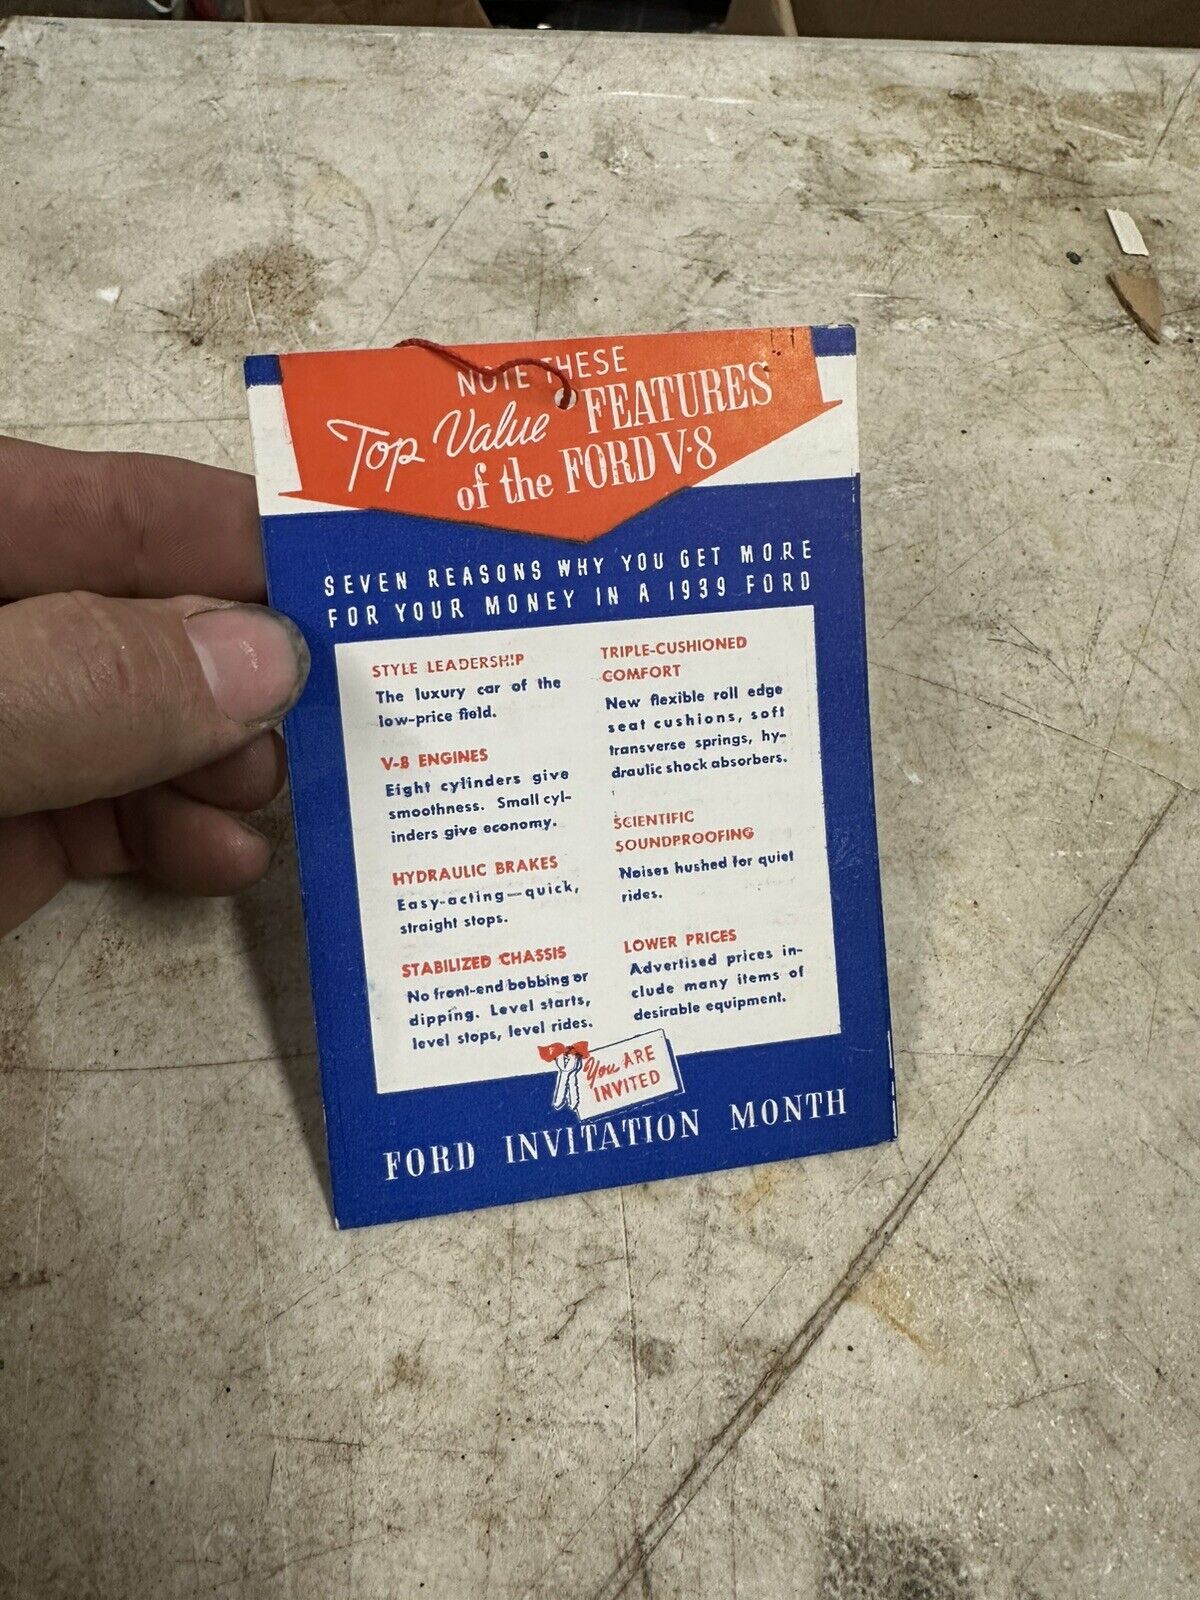 NOTE THESE
Top Value FEATURES
of the FORD V·8
SEVEN REASONS WHY YOU GET MORE
FOR YOUR MONEY IN A 1939 FORD
STYLE LEADERSHIP
The luxury car of the
low-price field.
V-8 ENGINES
Eight cylinders give
smoothness. Small cyl-
inders give economy.
HYDRAULIC BRAKES
Easy-acting—quick,
straight stops.
STABILIZED CHASSIS
No front-end bobbing or
dipping. Level starts,
level stops, level rides.
TRIPLE-CUSHIONED
COMFORT
New flexible roll edge
seat cushions, soft
transverse springs, hy-
draulic shock absorbers.
SCIENTIFIC
SOUNDPROOFING
Noises hushed for quiet
rides.
LOWER PRICES
Advertised prices in-
clude many items of
desirable equipment.
You ARE
INVITED
FORD INVITATION MONTH